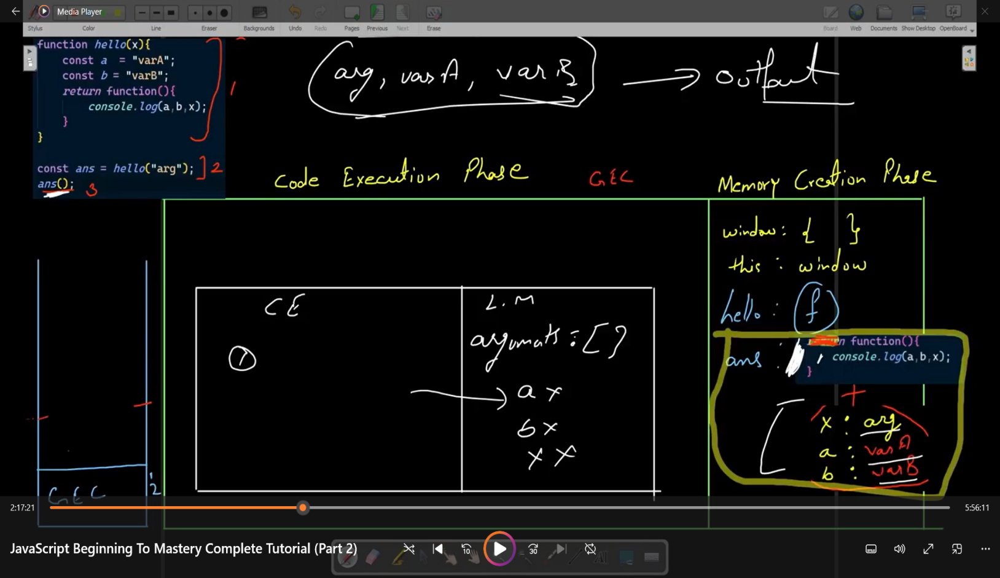 Media Player
Stylus Color Line Eraser Backgrounds Undo Redo Pages Previous Next Erase Board Web Documents Show Desktop OpenBoard
function hello(x){
const a = "varA";
const b = "varB";
return function(){
console.log(a,b,x);
}
}
1
const ans = hello("arg"); 2
ans(); 3
arg, varA, varB → output
Code Execution Phase GEC Memory Creation Phase
window: { }
this : window
hello : f
ans :
function(){
console.log(a,b,x);
}
+
x : arg
a : varA
b : varB
CE
L.M
1
arguments : [ ]
a x
b x
x x
GEC
12
2:17:21 5:56:11
JavaScript Beginning To Mastery Complete Tutorial (Part 2)
10 30